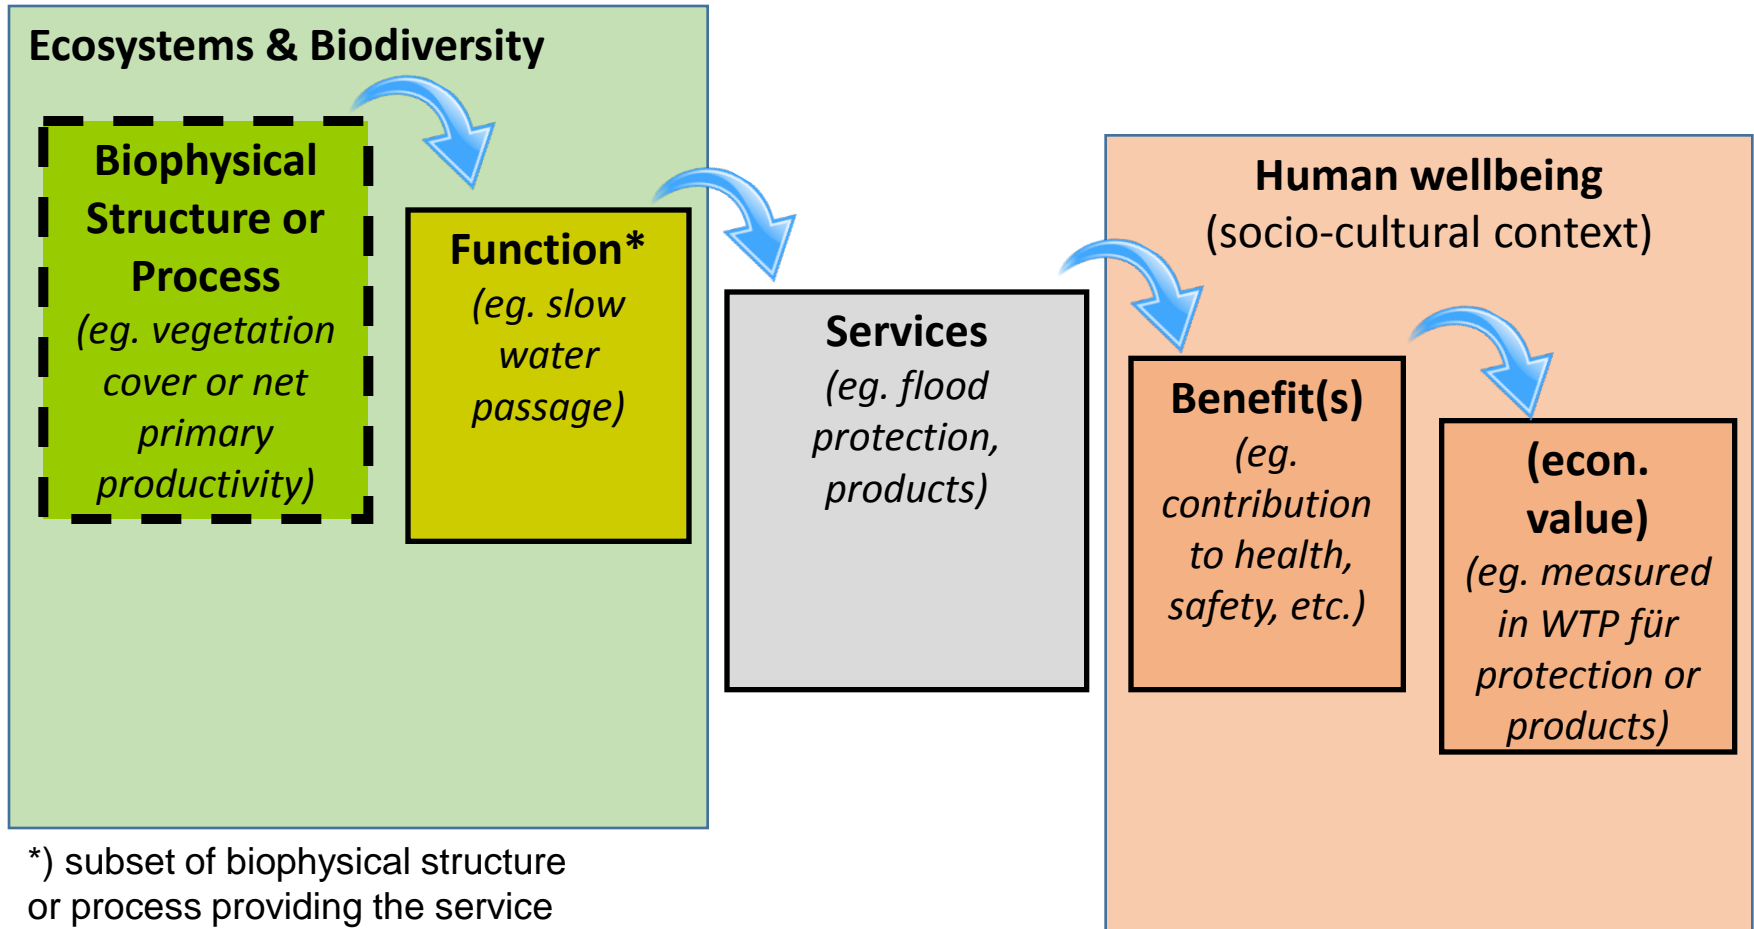 Ecosystems & Biodiversity
Biophysical
Structure or
Process
(eg. vegetation
cover or net
primary
productivity)
Function*
(eg. slow
water
passage)
Services
(eg. flood
protection,
products)
Human wellbeing
(socio-cultural context)
Benefit(s)
(eg.
contribution
to health,
safety, etc.)
(econ.
value)
(eg. measured
in WTP für
protection or
products)
*) subset of biophysical structure
or process providing the service